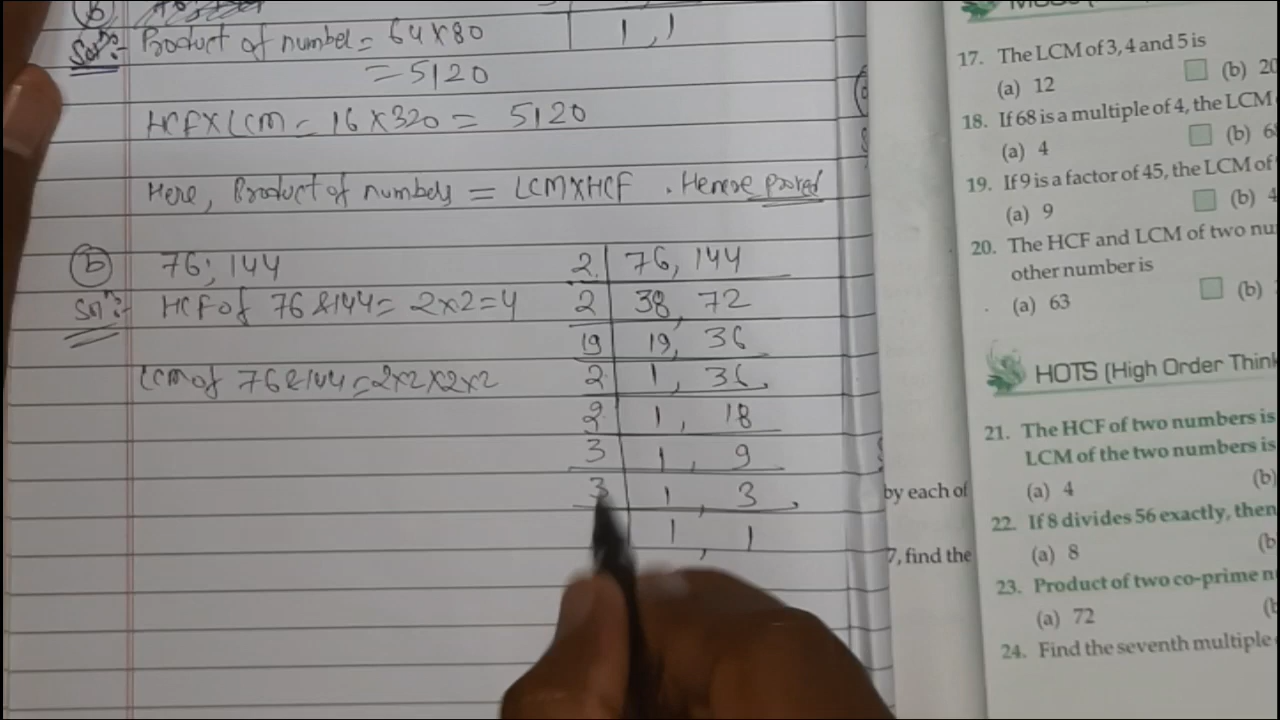 Product of number = 64×80
= 5120
HCF×LCM = 16×320 = 5120
Here, Product of numbers = LCM×HCF . Hence proved
1, 1
(b) 76, 144
Soln:- HCF of 76&144 = 2×2=4
LCM of 76&144 = 2×2×2×2
2 | 76, 144
2 | 38, 72
19 | 19, 36
2 | 1, 36
2 | 1, 18
3 | 1, 9
3 | 1, 3
1, 1
by each of
7, find the
17. The LCM of 3, 4 and 5 is
(a) 12 (b) 20
18. If 68 is a multiple of 4, the LCM
(a) 4 (b) 6
19. If 9 is a factor of 45, the LCM of
(a) 9 (b) 4
20. The HCF and LCM of two nu
other number is
(a) 63 (b)
HOTS (High Order Think
21. The HCF of two numbers is
LCM of the two numbers is
(a) 4 (b)
22. If 8 divides 56 exactly, then
(a) 8 (b
23. Product of two co-prime n
(a) 72 (b
24. Find the seventh multiple